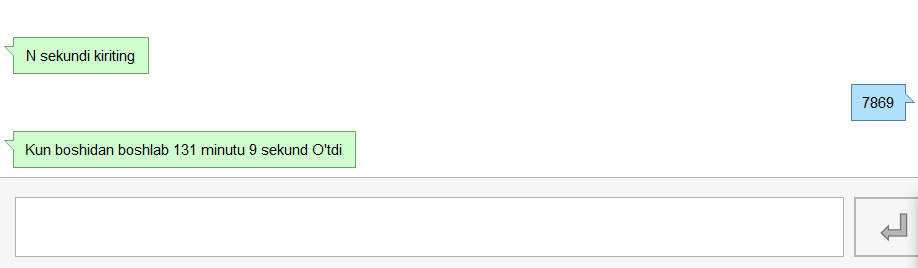 N sekundi kiriting
7869
Kun boshidan boshlab 131 minutu 9 sekund O'tdi